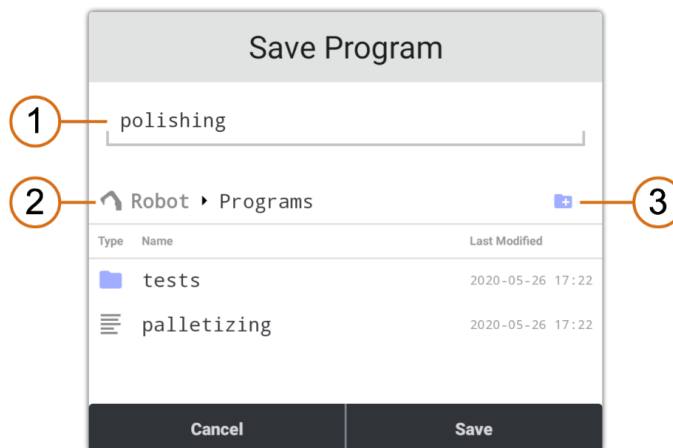 Save Program
1 polishing
2 Robot Programs 3
Type Name Last Modified
tests 2020-05-26 17:22
palletizing 2020-05-26 17:22
Cancel Save